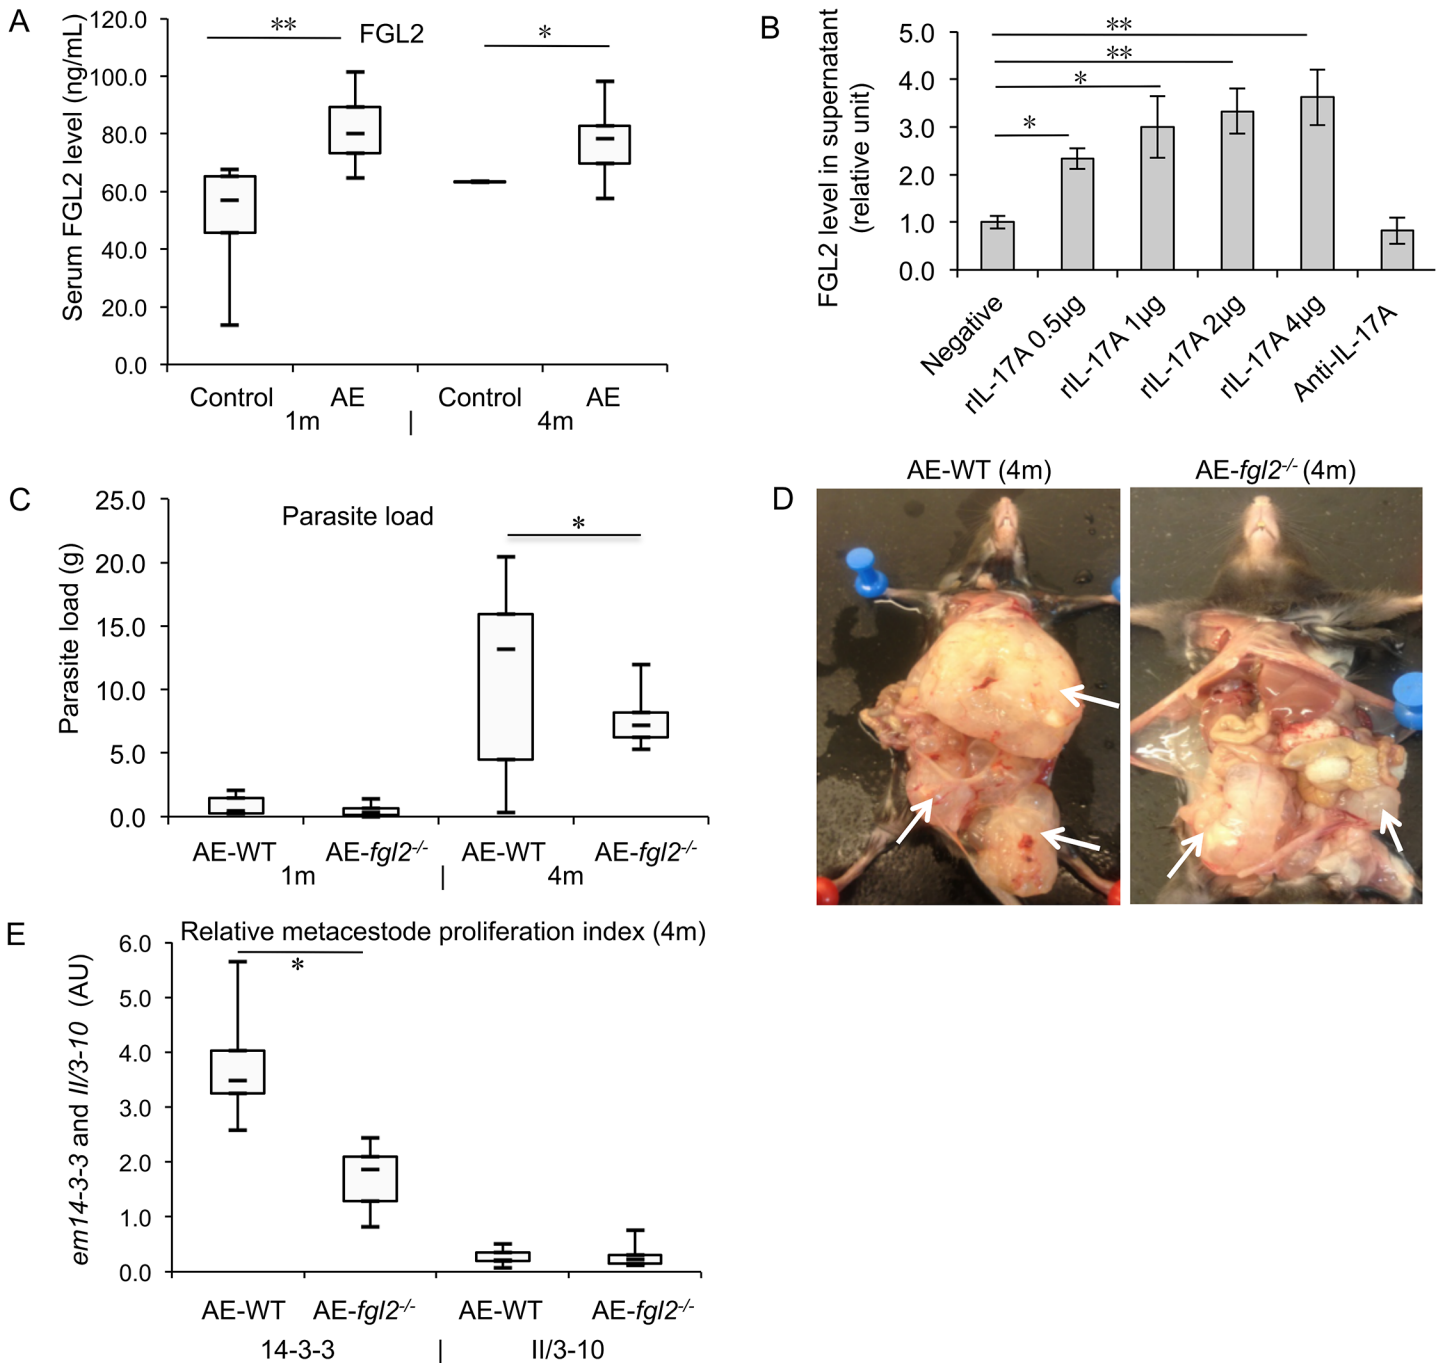 A
FGL2
Serum FGL2 level (ng/mL)
120.0
100.0
80.0
60.0
40.0
20.0
0.0
**
*
Control
AE
Control
AE
1m
|
4m
B
FGL2 level in supernatant
(relative unit)
5.0
4.0
3.0
2.0
1.0
0.0
**
**
*
*
Negative
rIL-17A 0.5µg
rIL-17A 1µg
rIL-17A 2µg
rIL-17A 4µg
Anti-IL-17A
C
Parasite load
Parasite load (g)
25.0
20.0
15.0
10.0
5.0
0.0
*
AE-WT
AE-fgl2-/-
AE-WT
AE-fgl2-/-
1m
|
4m
D
AE-WT (4m)
AE-fgl2-/- (4m)
E
Relative metacestode proliferation index (4m)
em14-3-3 and II/3-10 (AU)
6.0
5.0
4.0
3.0
2.0
1.0
0.0
*
AE-WT
AE-fgl2-/-
AE-WT
AE-fgl2-/-
14-3-3
|
II/3-10